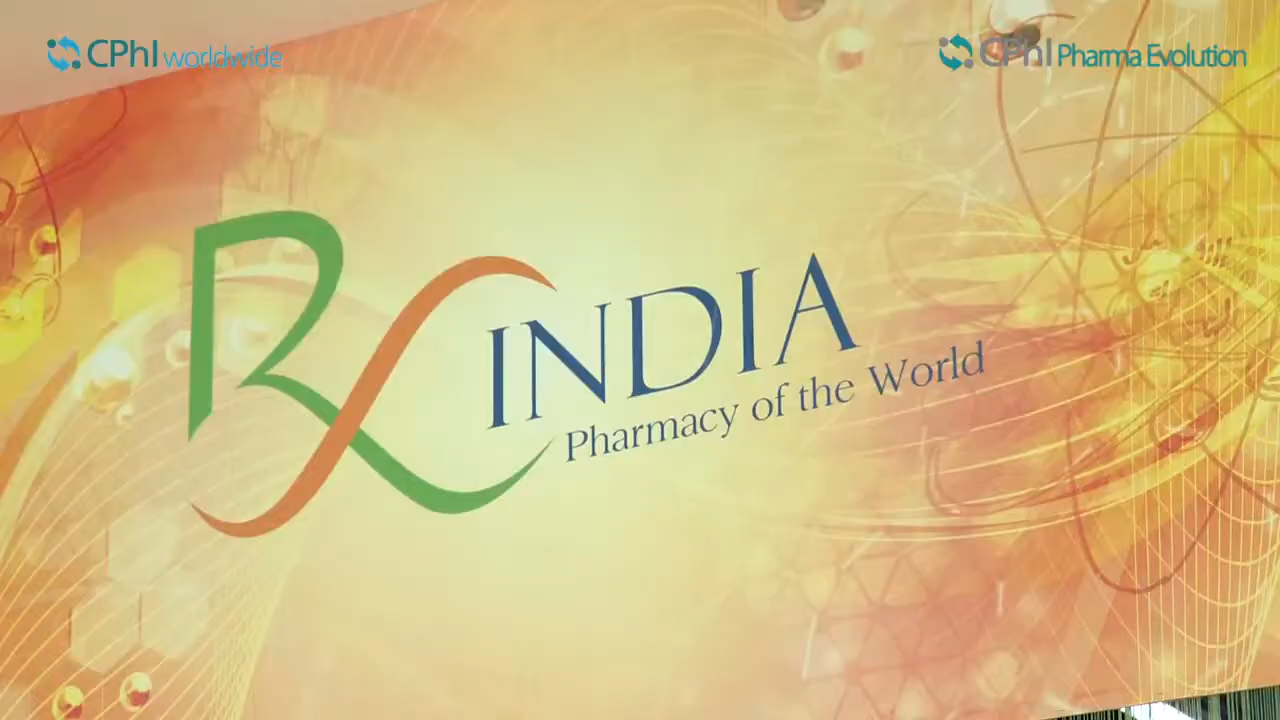 CPhI worldwide
CPhI Pharma Evolution
Rx INDIA
Pharmacy of the World